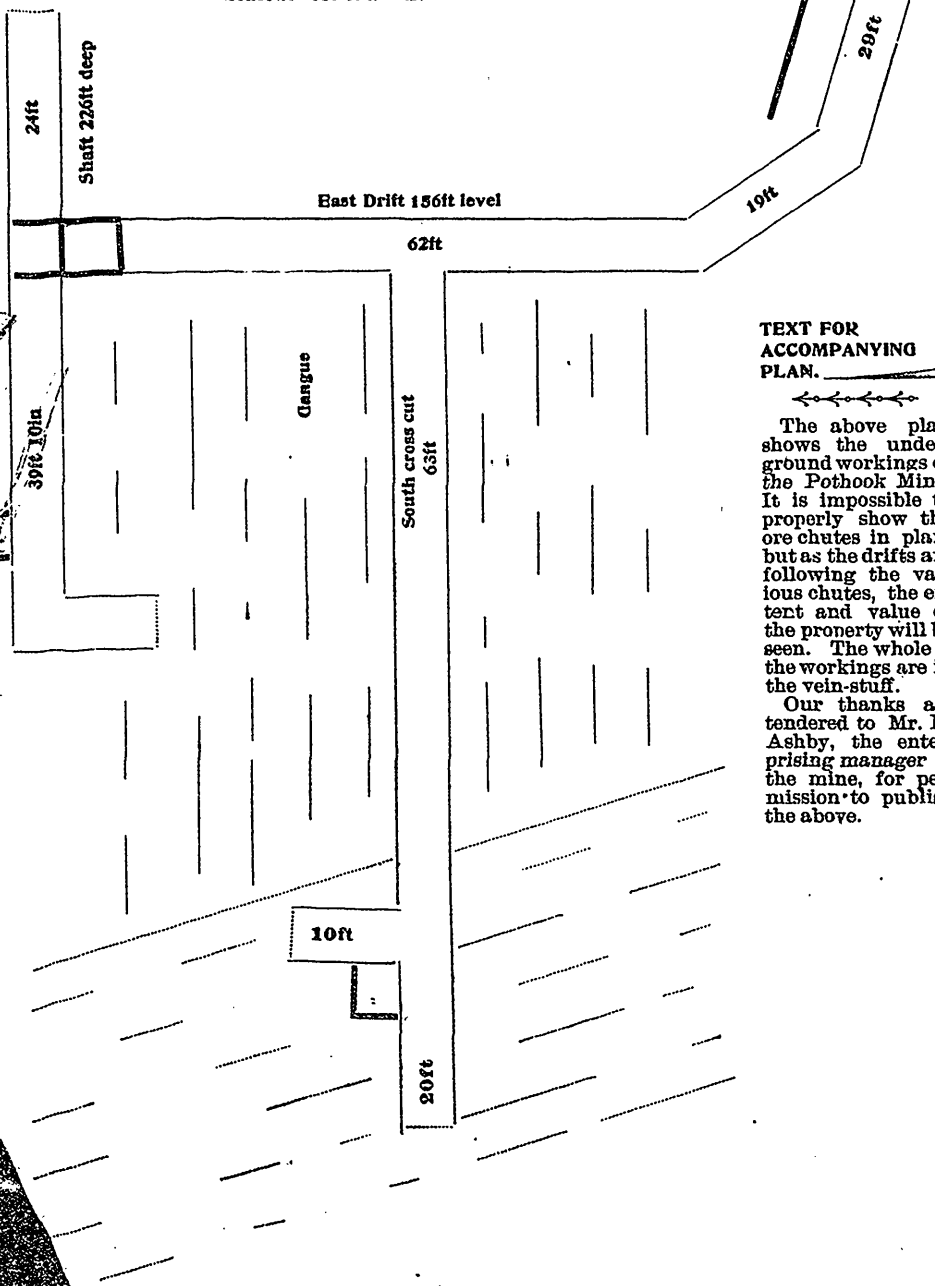 24ft
Shaft 226ft deep
29ft
19ft
East Drift 156ft level
62ft
39ft 10in
Gangue
South cross cut
63ft
10ft
20ft
TEXT FOR
ACCOMPANYING
PLAN.
The above pla
shows the unde
ground workings
the Pothook Min
It is impossible t
properly show th
ore chutes in pla
but as the drifts a
following the va
ious chutes, the e
tent and value
the pronerty will b
seen. The whole
the workings are i
the vein-stuff.
Our thanks a
tendered to Mr.
Ashby, the ente
prising manager
the mine, for pe
mission to publis
the above.